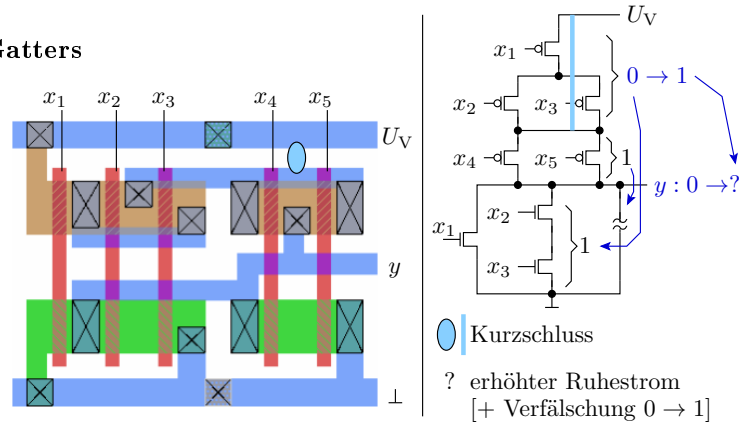 Gatters
x1 x2 x3 x4 x5
UV
y
⊥
UV
x1
0 → 1
x2 x3
x4 x5 1
y : 0 → ?
x1 x2
1
x3
Kurzschluss
? erhöhter Ruhestrom
[+ Verfälschung 0 → 1]